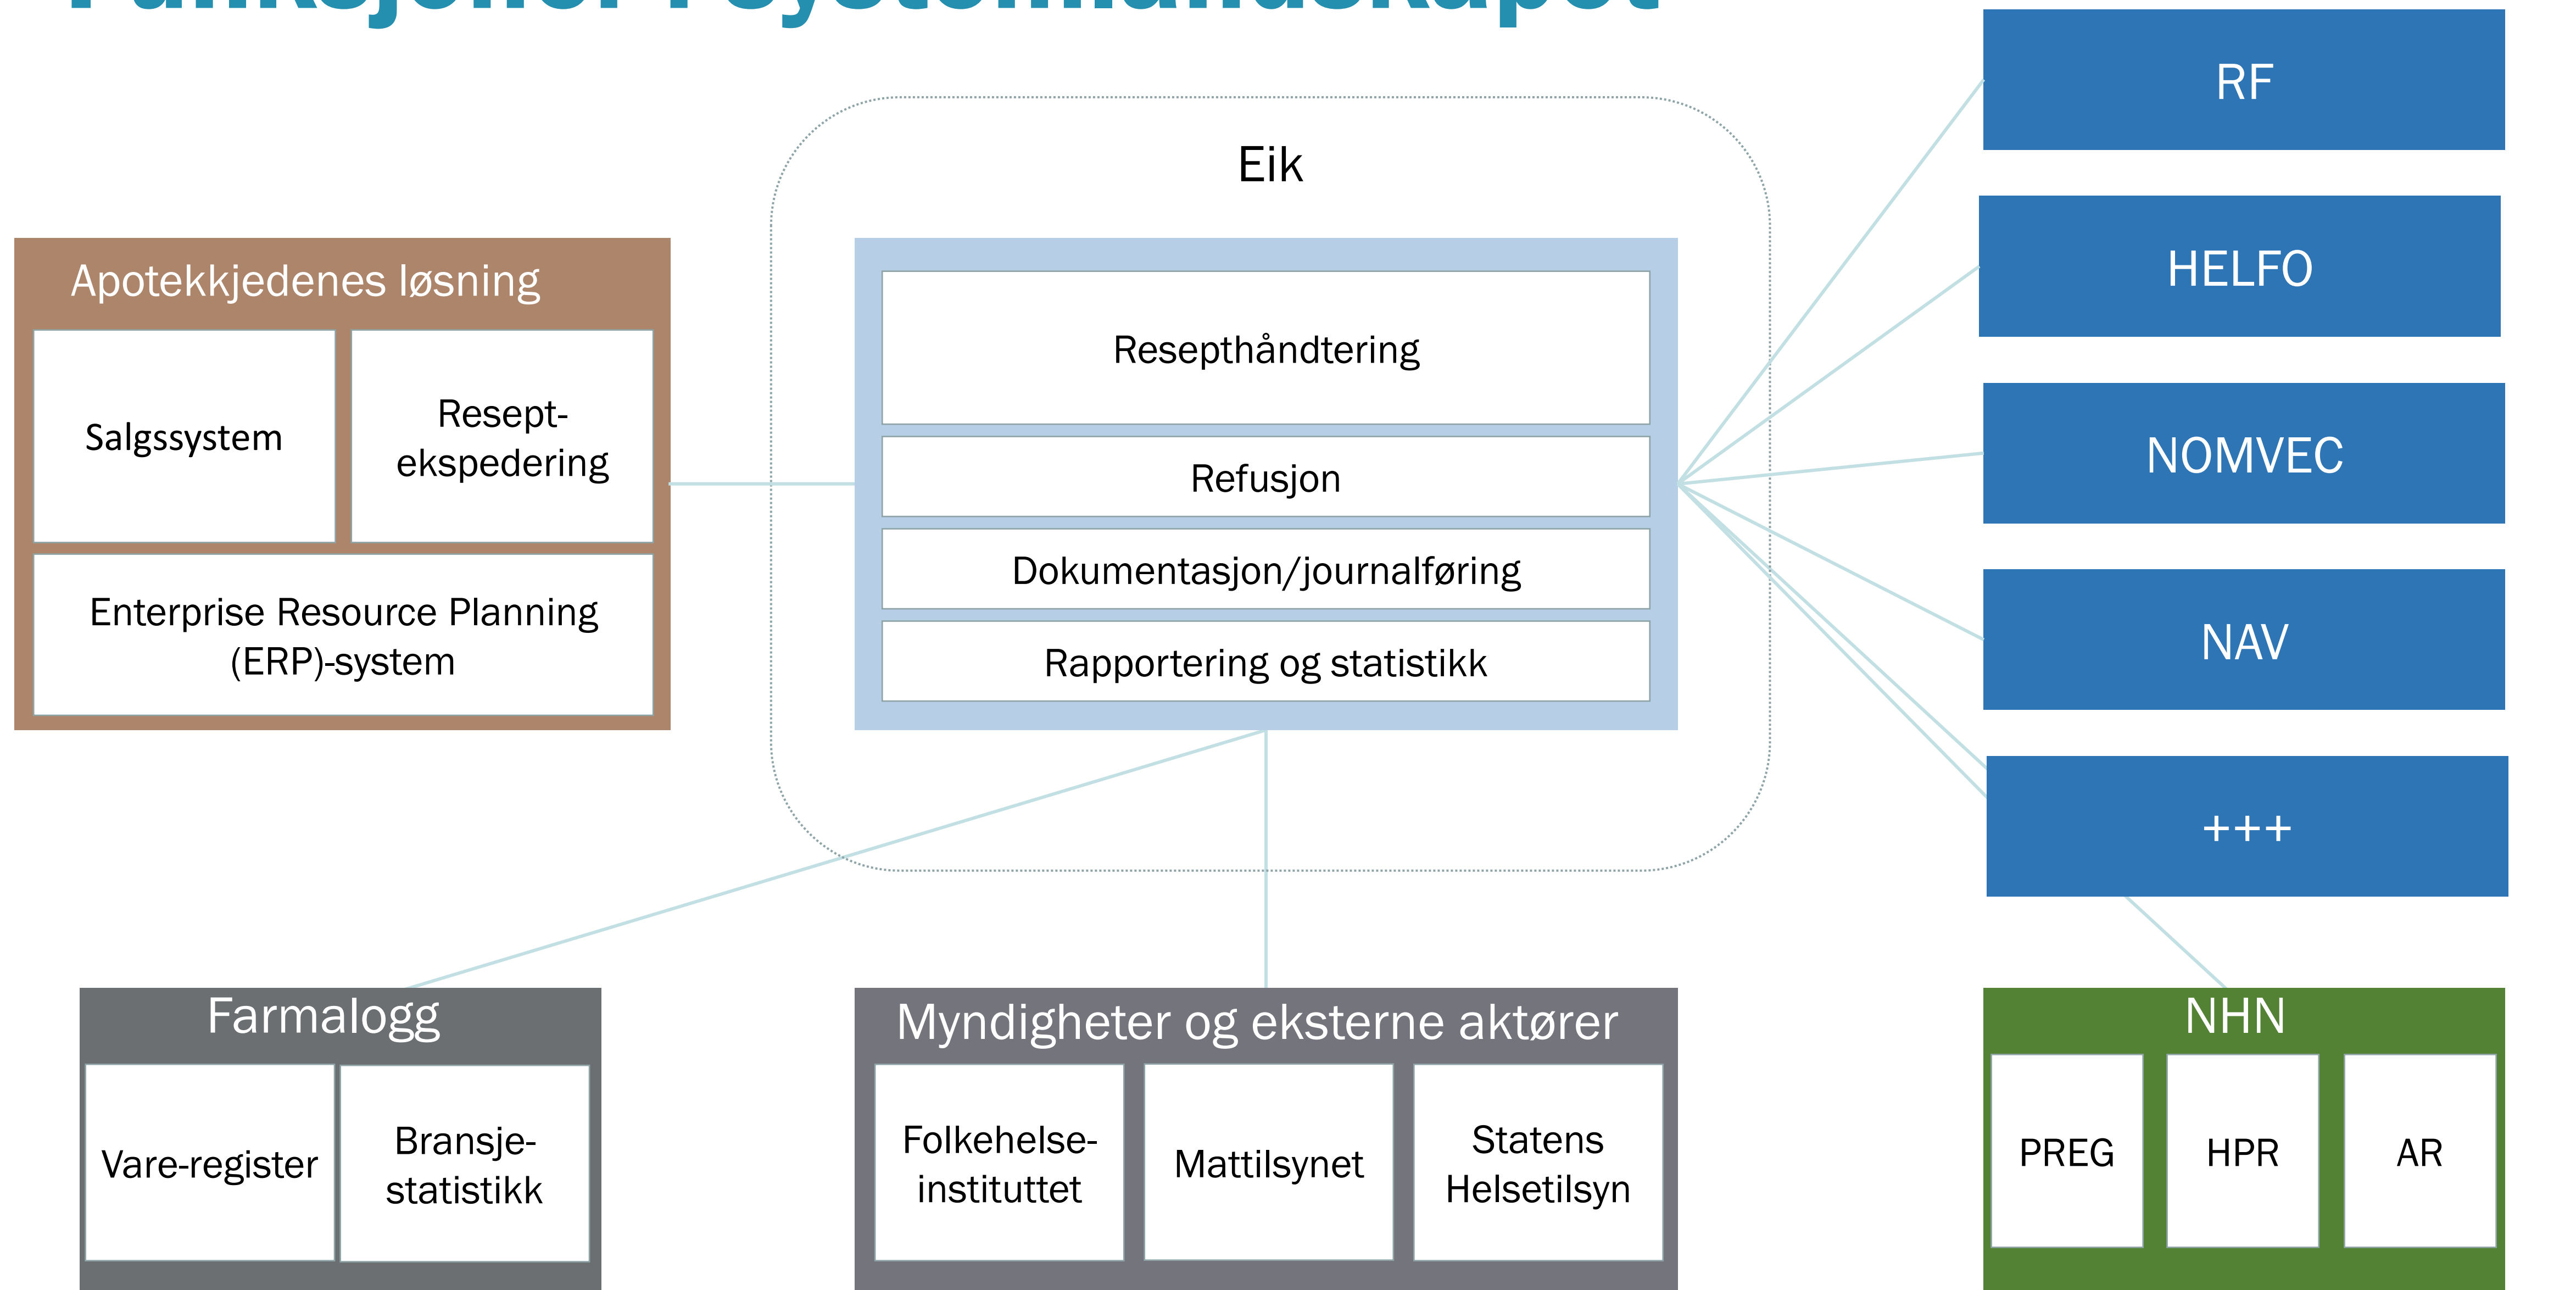 Funksjoner i systemlandskapet
Eik
Apotekkjedenes løsning
Salgssystem
Resept-
ekspedering
Enterprise Resource Planning
(ERP)-system
Resepthåndtering
Refusjon
Dokumentasjon/journalføring
Rapportering og statistikk
RF
HELFO
NOMVEC
NAV
+++
Farmalogg
Vare-register
Bransje-
statistikk
Myndigheter og eksterne aktører
Folkehelse-
instituttet
Mattilsynet
Statens
Helsetilsyn
NHN
PREG
HPR
AR